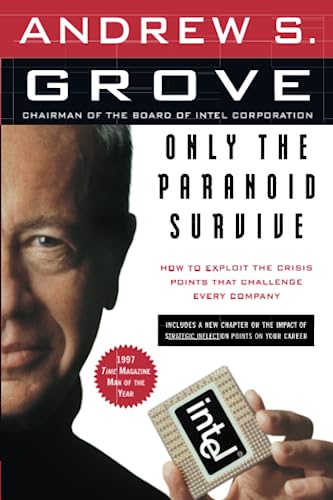 ANDREW S.
GROVE
CHAIRMAN OF THE BOARD OF INTEL CORPORATION
ONLY THE
PARANOID
SURVIVE
HOW TO EXPLOIT THE CRISIS
POINTS THAT CHALLENGE
EVERY COMPANY
INCLUDES A NEW CHAPTER ON THE IMPACT OF
STRATEGIC INFLECTION POINTS ON YOUR CAREER
1997
TIME MAGAZINE
MAN OF THE
YEAR
intel